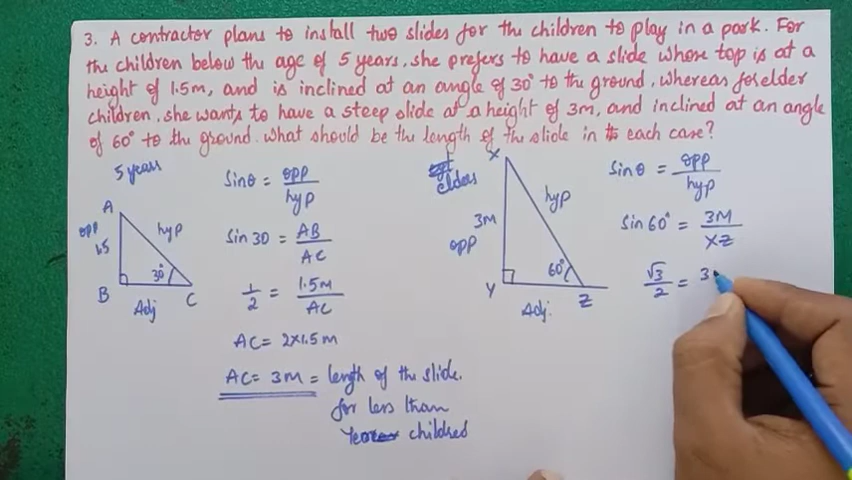 3. A contractor plans to install two slides for the children to play in a park. For
the children below the age of 5 years, she prefers to have a slide whose top is at a
height of 1.5m, and is inclined at an angle of 30° to the ground, whereas for elder
children, she wants to have a steep slide at a height of 3m, and inclined at an angle
of 60° to the ground. What should be the length of the slide in each case?
5 years
Sinθ = opp/hyp
A
opp
1.5
hyp
30°
B
Adj
C
Sin 30 = AB/AC
1/2 = 1.5M/AC
AC = 2×1.5M
AC = 3M = length of the slide.
for less than
children
elders
X
3M
opp
hyp
60°
Y
Adj.
Z
Sinθ = opp/hyp
Sin 60° = 3M/XZ
√3/2 = 3